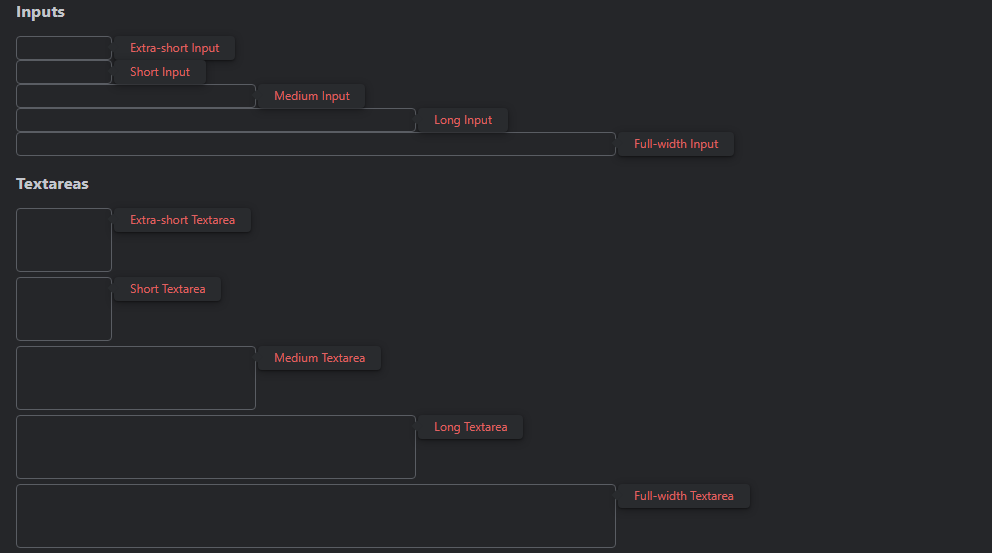 Inputs
Extra-short Input
Short Input
Medium Input
Long Input
Full-width Input
Textareas
Extra-short Textarea
Short Textarea
Medium Textarea
Long Textarea
Full-width Textarea